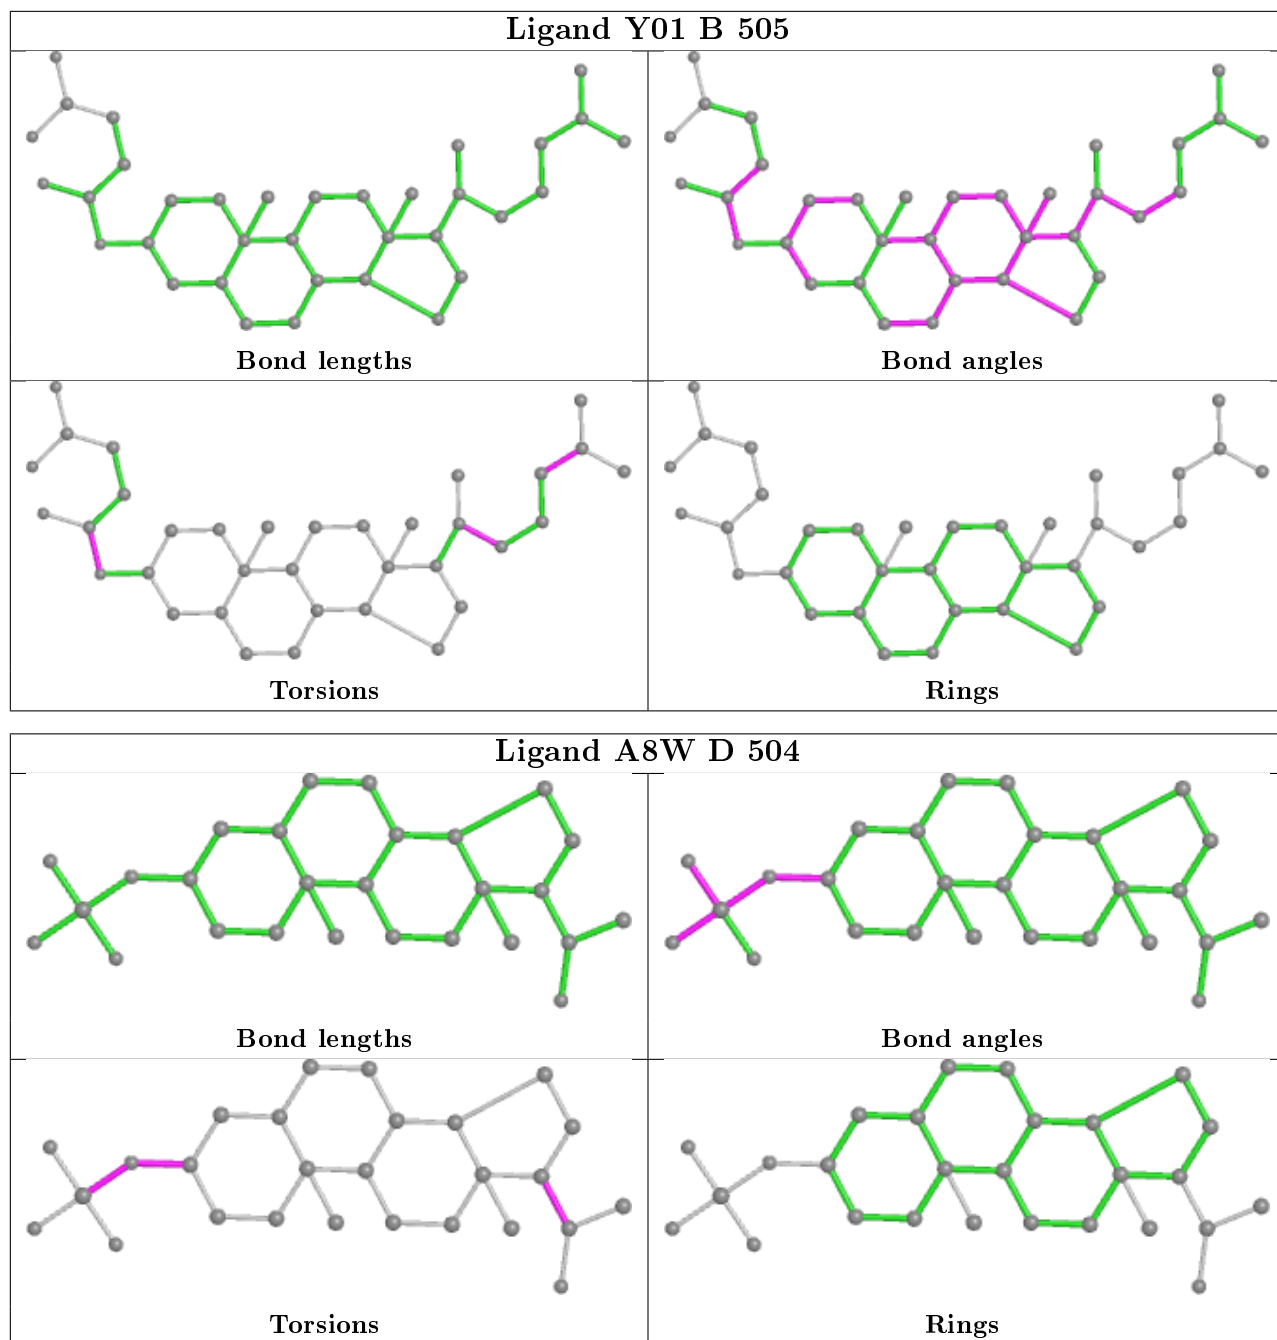 Ligand Y01 B 505
Bond lengths
Bond angles
Torsions
Rings
Ligand A8W D 504
Bond lengths
Bond angles
Torsions
Rings